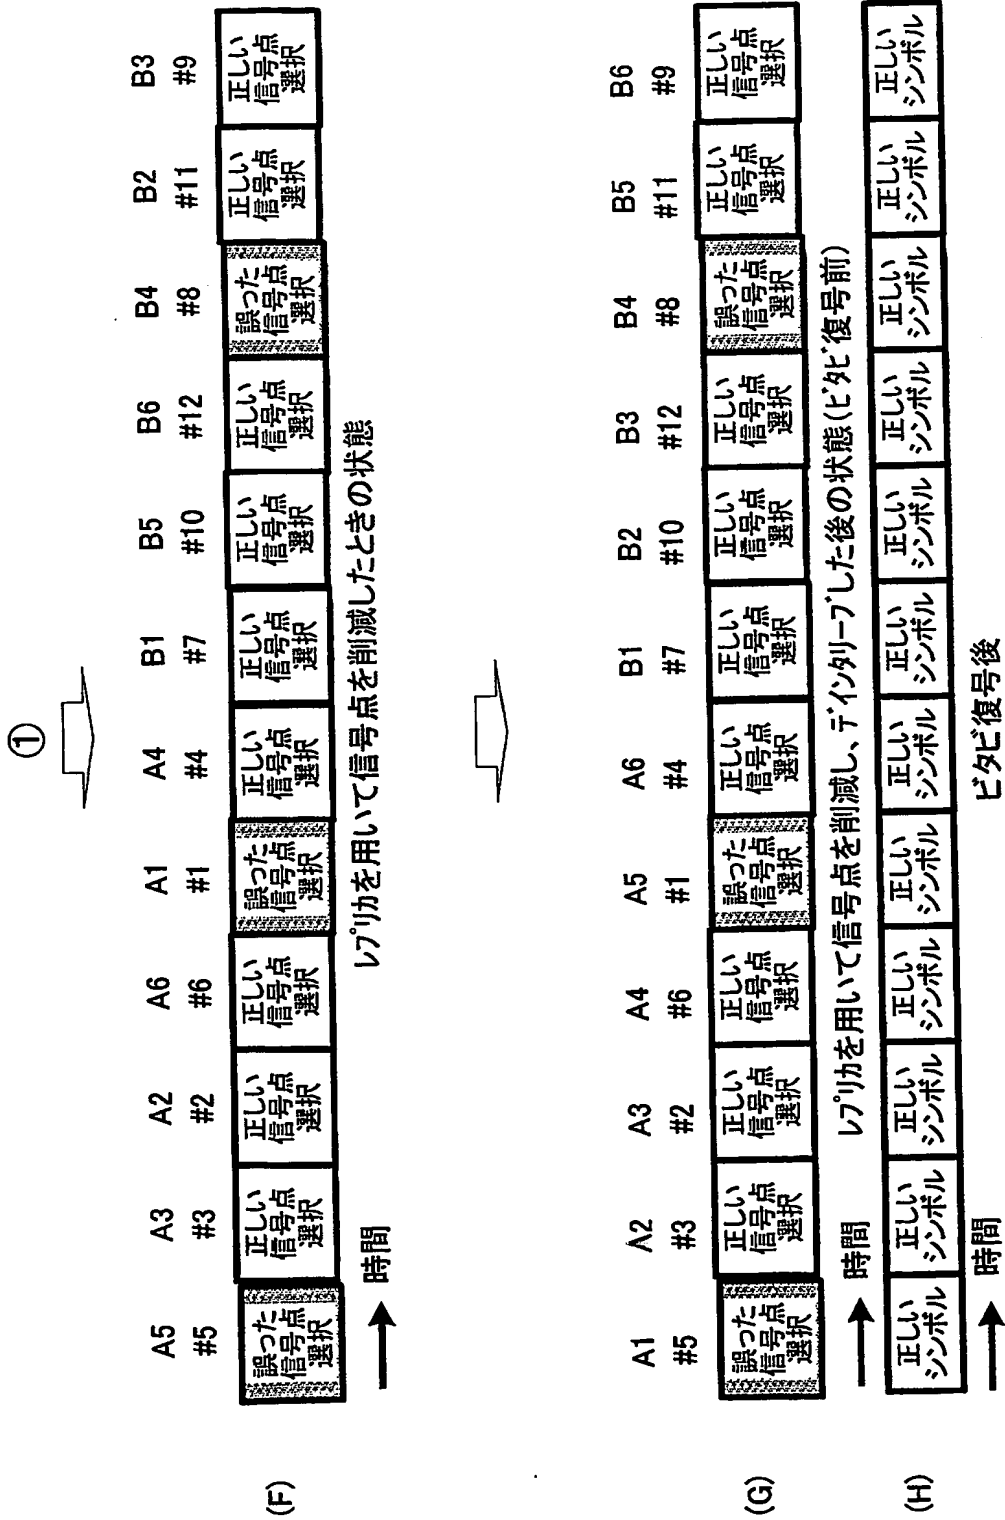 ①
A5 A3 A2 A6 A1 A4 B1 B5 B6 B4 B2 B3
#5 #3 #2 #6 #1 #4 #7 #10 #12 #8 #11 #9
(F)
誤った 正しい 正しい 正しい 誤った 正しい 正しい 正しい 正しい 誤った 正しい 正しい
信号点 信号点 信号点 信号点 信号点 信号点 信号点 信号点 信号点 信号点 信号点 信号点
選択 選択 選択 選択 選択 選択 選択 選択 選択 選択 選択 選択
時間 レプリカを用いて信号点を削減したときの状態
A1 A2 A3 A4 A5 A6 B1 B2 B3 B4 B5 B6
#5 #3 #2 #6 #1 #4 #7 #10 #12 #8 #11 #9
(G)
誤った 正しい 正しい 正しい 誤った 正しい 正しい 正しい 正しい 誤った 正しい 正しい
信号点 信号点 信号点 信号点 信号点 信号点 信号点 信号点 信号点 信号点 信号点 信号点
選択 選択 選択 選択 選択 選択 選択 選択 選択 選択 選択 選択
時間 レプリカを用いて信号点を削減し、デインタリーブした後の状態(ビタビ復号前)
(H)
正しい 正しい 正しい 正しい 正しい 正しい 正しい 正しい 正しい 正しい 正しい 正しい
シンボル シンボル シンボル シンボル シンボル シンボル シンボル シンボル シンボル シンボル シンボル シンボル
時間 ビタビ復号後